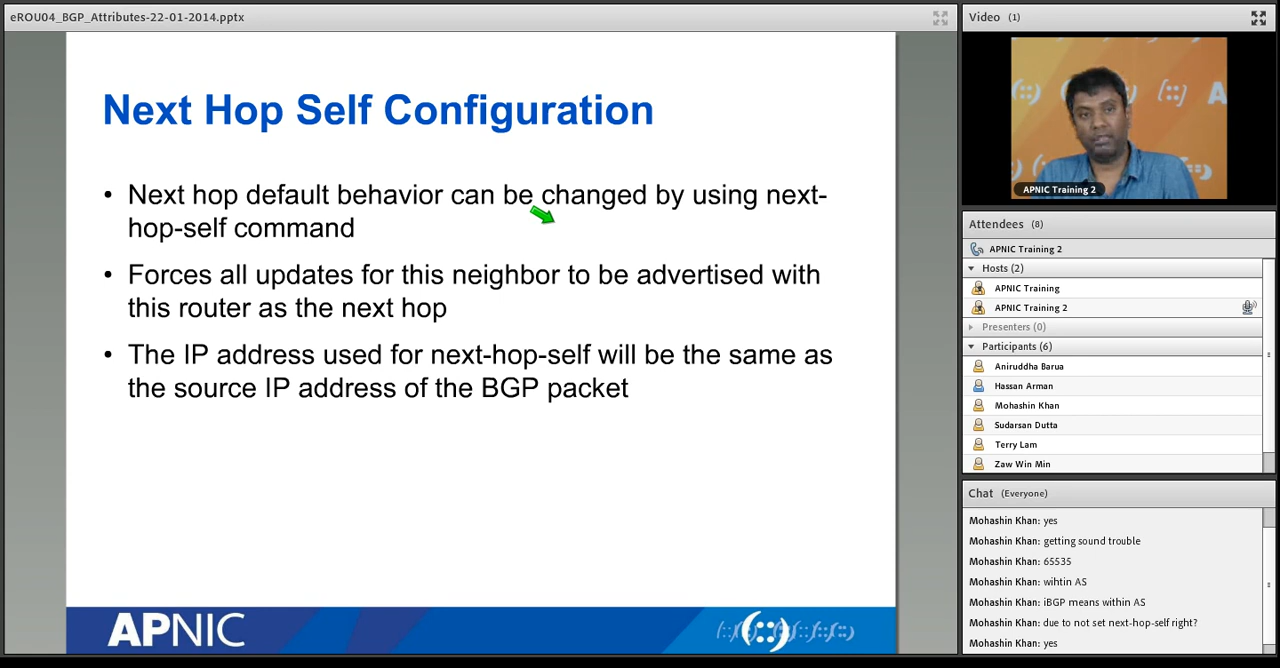 eROU04_BGP_Attributes-22-01-2014.pptx
Next Hop Self Configuration
• Next hop default behavior can be changed by using next-
hop-self command
• Forces all updates for this neighbor to be advertised with
this router as the next hop
• The IP address used for next-hop-self will be the same as
the source IP address of the BGP packet
APNIC
(::)
Video (1)
APNIC Training 2
Attendees (8)
APNIC Training 2
Hosts (2)
APNIC Training
APNIC Training 2
Presenters (0)
Participants (6)
Aniruddha Barua
Hassan Arman
Mohashin Khan
Sudarsan Dutta
Terry Lam
Zaw Win Min
Chat (Everyone)
Mohashin Khan: yes
Mohashin Khan: getting sound trouble
Mohashin Khan: 65535
Mohashin Khan: wihtin AS
Mohashin Khan: iBGP means within AS
Mohashin Khan: due to not set next-hop-self right?
Mohashin Khan: yes